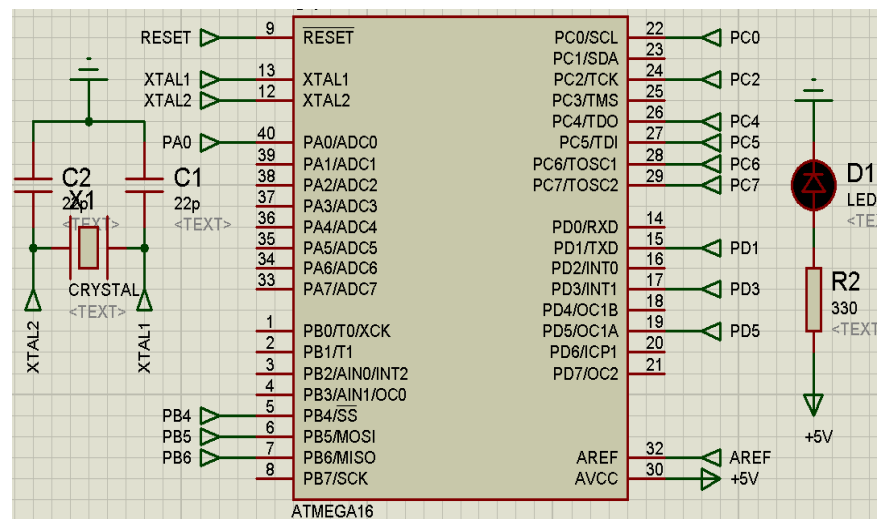 RESET 9 RESET PC0/SCL 22 PC0
PC1/SDA 23
XTAL1 13 XTAL1 PC2/TCK 24 PC2
XTAL2 12 XTAL2 PC3/TMS 25
PC4/TDO 26 PC4
PA0 40 PA0/ADC0 PC5/TDI 27 PC5
39 PA1/ADC1 PC6/TOSC1 28 PC6
38 PA2/ADC2 PC7/TOSC2 29 PC7
37 PA3/ADC3
36 PA4/ADC4 PD0/RXD 14
35 PA5/ADC5 PD1/TXD 15 PD1
34 PA6/ADC6 PD2/INT0 16
33 PA7/ADC7 PD3/INT1 17 PD3
PD4/OC1B 18
1 PB0/T0/XCK PD5/OC1A 19 PD5
2 PB1/T1 PD6/ICP1 20
3 PB2/AIN0/INT2 PD7/OC2 21
4 PB3/AIN1/OC0
PB4 5 PB4/SS
PB5 6 PB5/MOSI
PB6 7 PB6/MISO AREF 32 AREF
8 PB7/SCK AVCC 30 +5V
ATMEGA16
C2
22p
<TEXT>
X1
CRYSTAL
<TEXT>
C1
22p
<TEXT>
XTAL2
XTAL1
D1
LED
<TE
R2
330
<TEXT
+5V